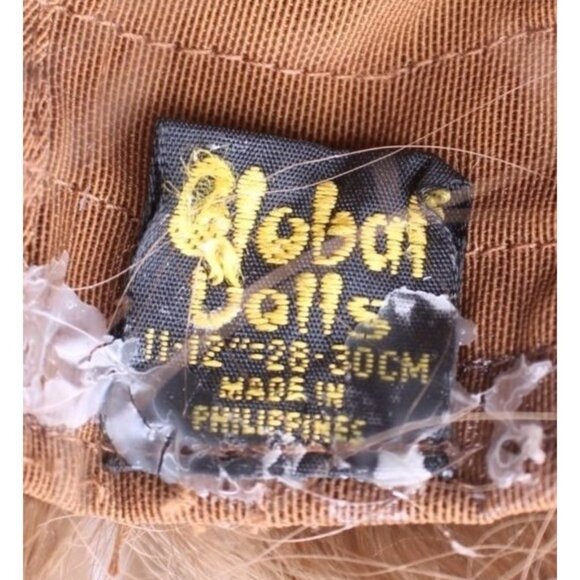 Global
Dolls
11-12"-28-30CM
MADE IN
PHILIPPINES